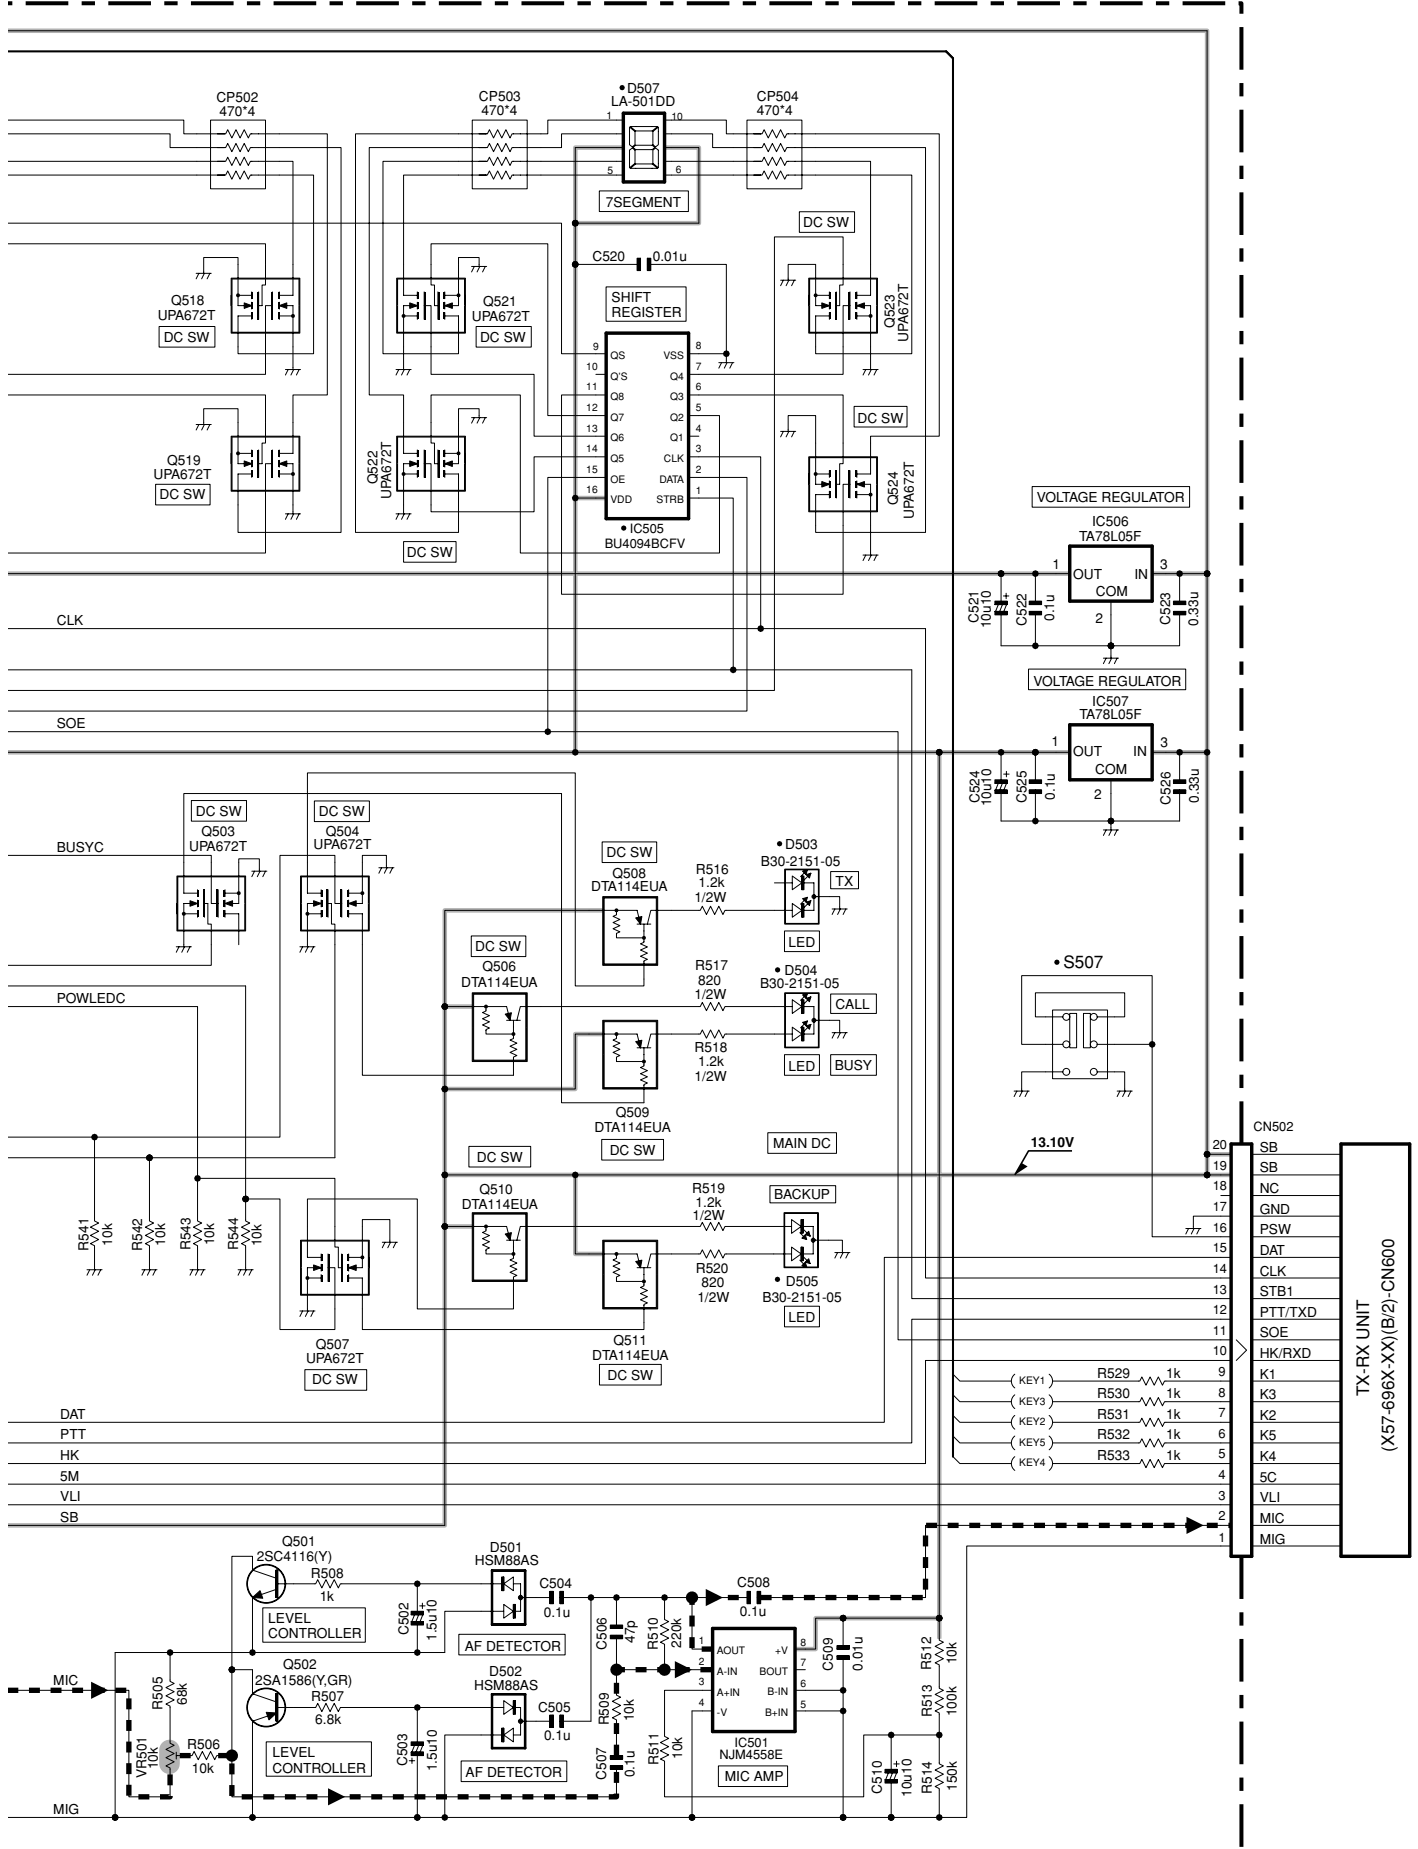 CP502
470*4
CP503
470*4
• D507
LA-501DD
CP504
470*4
1
10
5
6
7SEGMENT
DC SW
C520
0.01u
Q518
UPA672T
DC SW
Q521
UPA672T
DC SW
SHIFT
REGISTER
Q523
UPA672T
9
QS
VSS
8
10
Q'S
Q4
7
11
Q8
Q3
6
12
Q7
Q2
5
13
Q6
Q1
4
14
Q5
CLK
3
15
OE
DATA
2
16
VDD
STRB
1
DC SW
Q519
UPA672T
DC SW
Q522
UPA672T
Q524
UPA672T
• IC505
BU4094BCFV
DC SW
VOLTAGE REGULATOR
IC506
TA78L05F
1
OUT
IN
3
COM
2
C521
10u10
+
C522
0.1u
C523
0.33u
CLK
VOLTAGE REGULATOR
IC507
TA78L05F
1
OUT
IN
3
COM
2
C524
10u10
+
C525
0.1u
C526
0.33u
SOE
DC SW
Q503
UPA672T
DC SW
Q504
UPA672T
BUSYC
DC SW
Q508
DTA114EUA
R516
1.2k
1/2W
• D503
B30-2151-05
TX
LED
DC SW
Q506
DTA114EUA
R517
820
1/2W
• D504
B30-2151-05
CALL
• S507
POWLEDC
R518
1.2k
1/2W
LED
BUSY
Q509
DTA114EUA
DC SW
MAIN DC
13.10V
DC SW
Q510
DTA114EUA
R519
1.2k
1/2W
BACKUP
R541
10k
R542
10k
R543
10k
R544
10k
R520
820
1/2W
• D505
B30-2151-05
LED
Q507
UPA672T
DC SW
Q511
DTA114EUA
DC SW
CN502
20
SB
19
SB
18
NC
17
GND
16
PSW
15
DAT
14
CLK
13
STB1
12
PTT/TXD
11
SOE
10
HK/RXD
KEY1
R529
1k
9
K1
KEY3
R530
1k
8
K3
KEY2
R531
1k
7
K2
KEY5
R532
1k
6
K5
KEY4
R533
1k
5
K4
4
5C
3
VLI
2
MIC
1
MIG
TX-RX UNIT
(X57-696X-XX)(B/2)-CN600
DAT
PTT
HK
5M
VLI
SB
Q501
2SC4116(Y)
R508
1k
LEVEL
CONTROLLER
C502
1.5u10
+
D501
HSM88AS
C504
0.1u
AF DETECTOR
C506
47p
R510
220k
C508
0.1u
1
AOUT
+V
8
2
A-IN
BOUT
7
3
A+IN
B-IN
6
4
-V
B+IN
5
IC501
NJM4558E
MIC AMP
C509
0.01u
R512
10k
R513
100k
R514
150k
C510
10u10
+
MIC
R505
68k
Q502
2SA1586(Y,GR)
R507
6.8k
D502
HSM88AS
C505
0.1u
R509
10k
R511
10k
VR501
10k
R506
10k
LEVEL
CONTROLLER
C503
1.5u10
+
AF DETECTOR
C507
0.1u
MIG